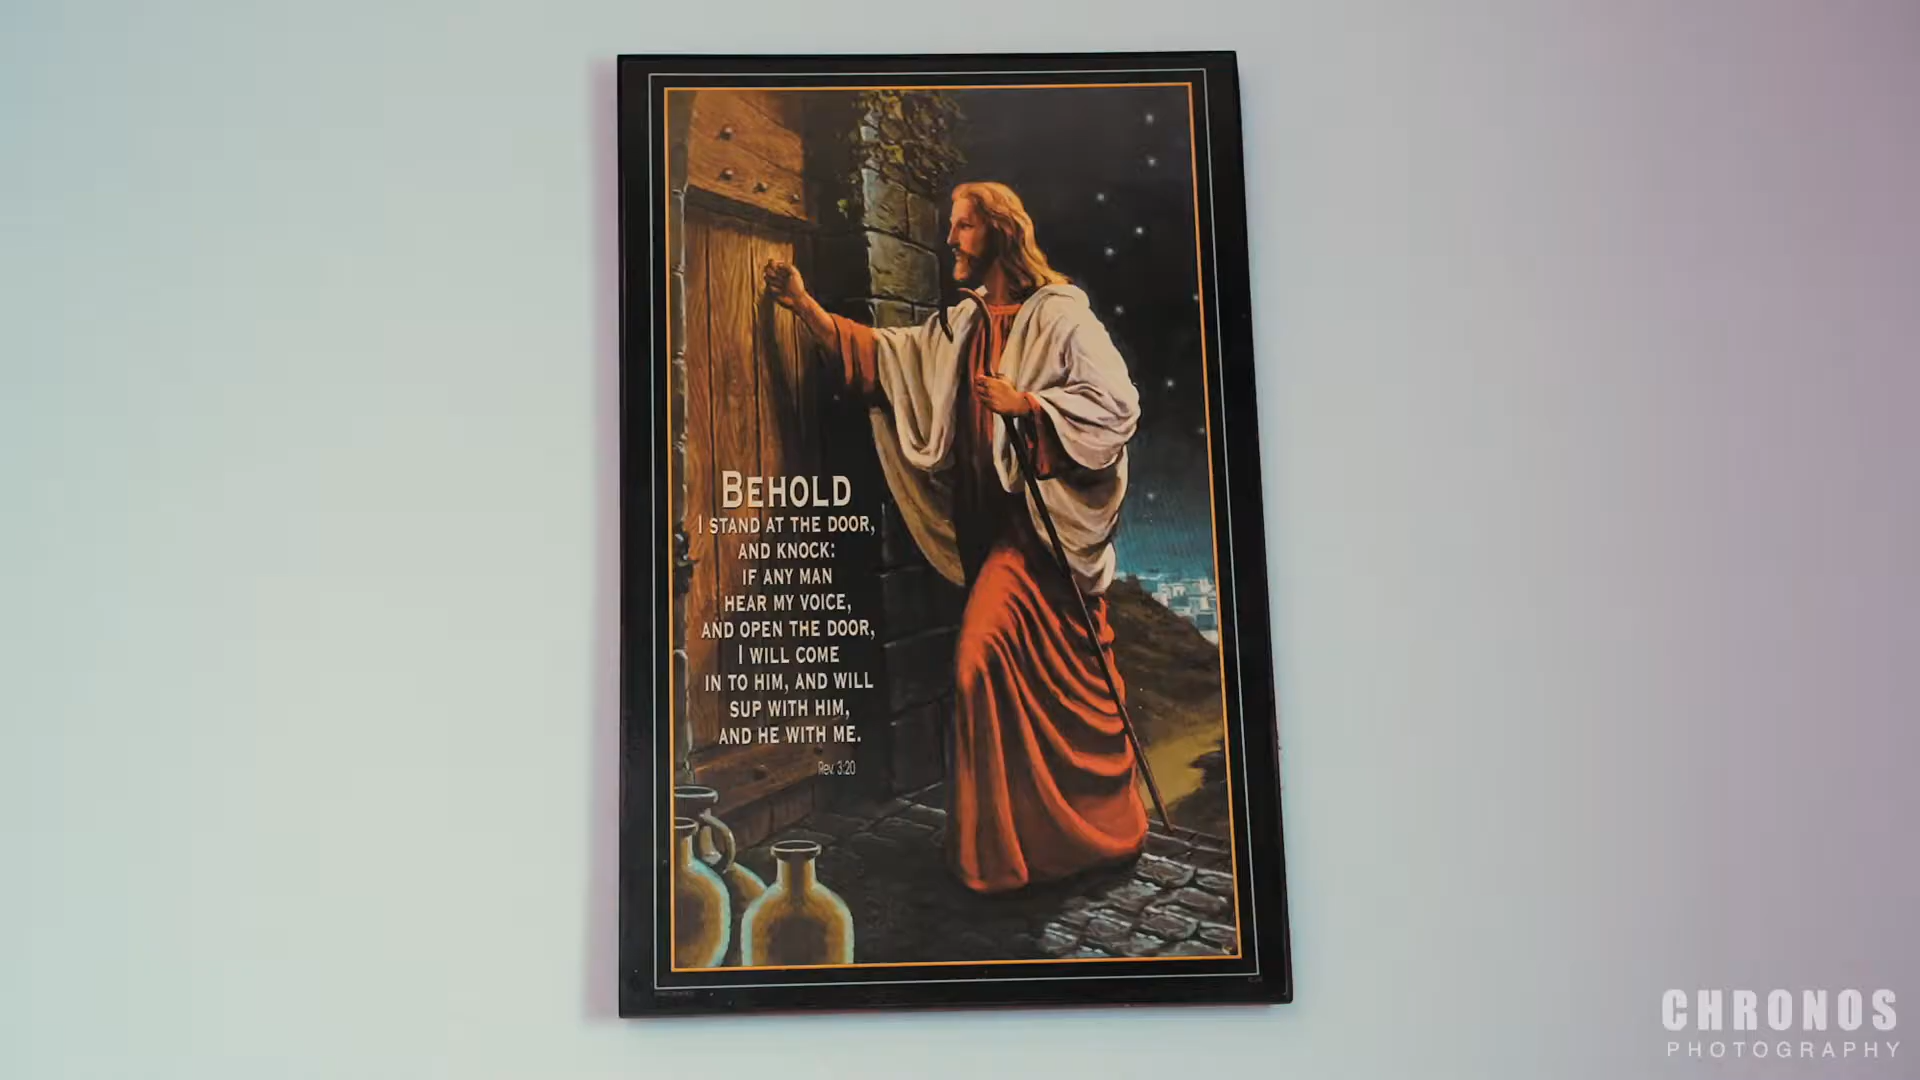 BEHOLD
I STAND AT THE DOOR,
AND KNOCK:
IF ANY MAN
HEAR MY VOICE,
AND OPEN THE DOOR,
I WILL COME
IN TO HIM, AND WILL
SUP WITH HIM,
AND HE WITH ME.
Rev. 3:20
CHRONOS
PHOTOGRAPHY